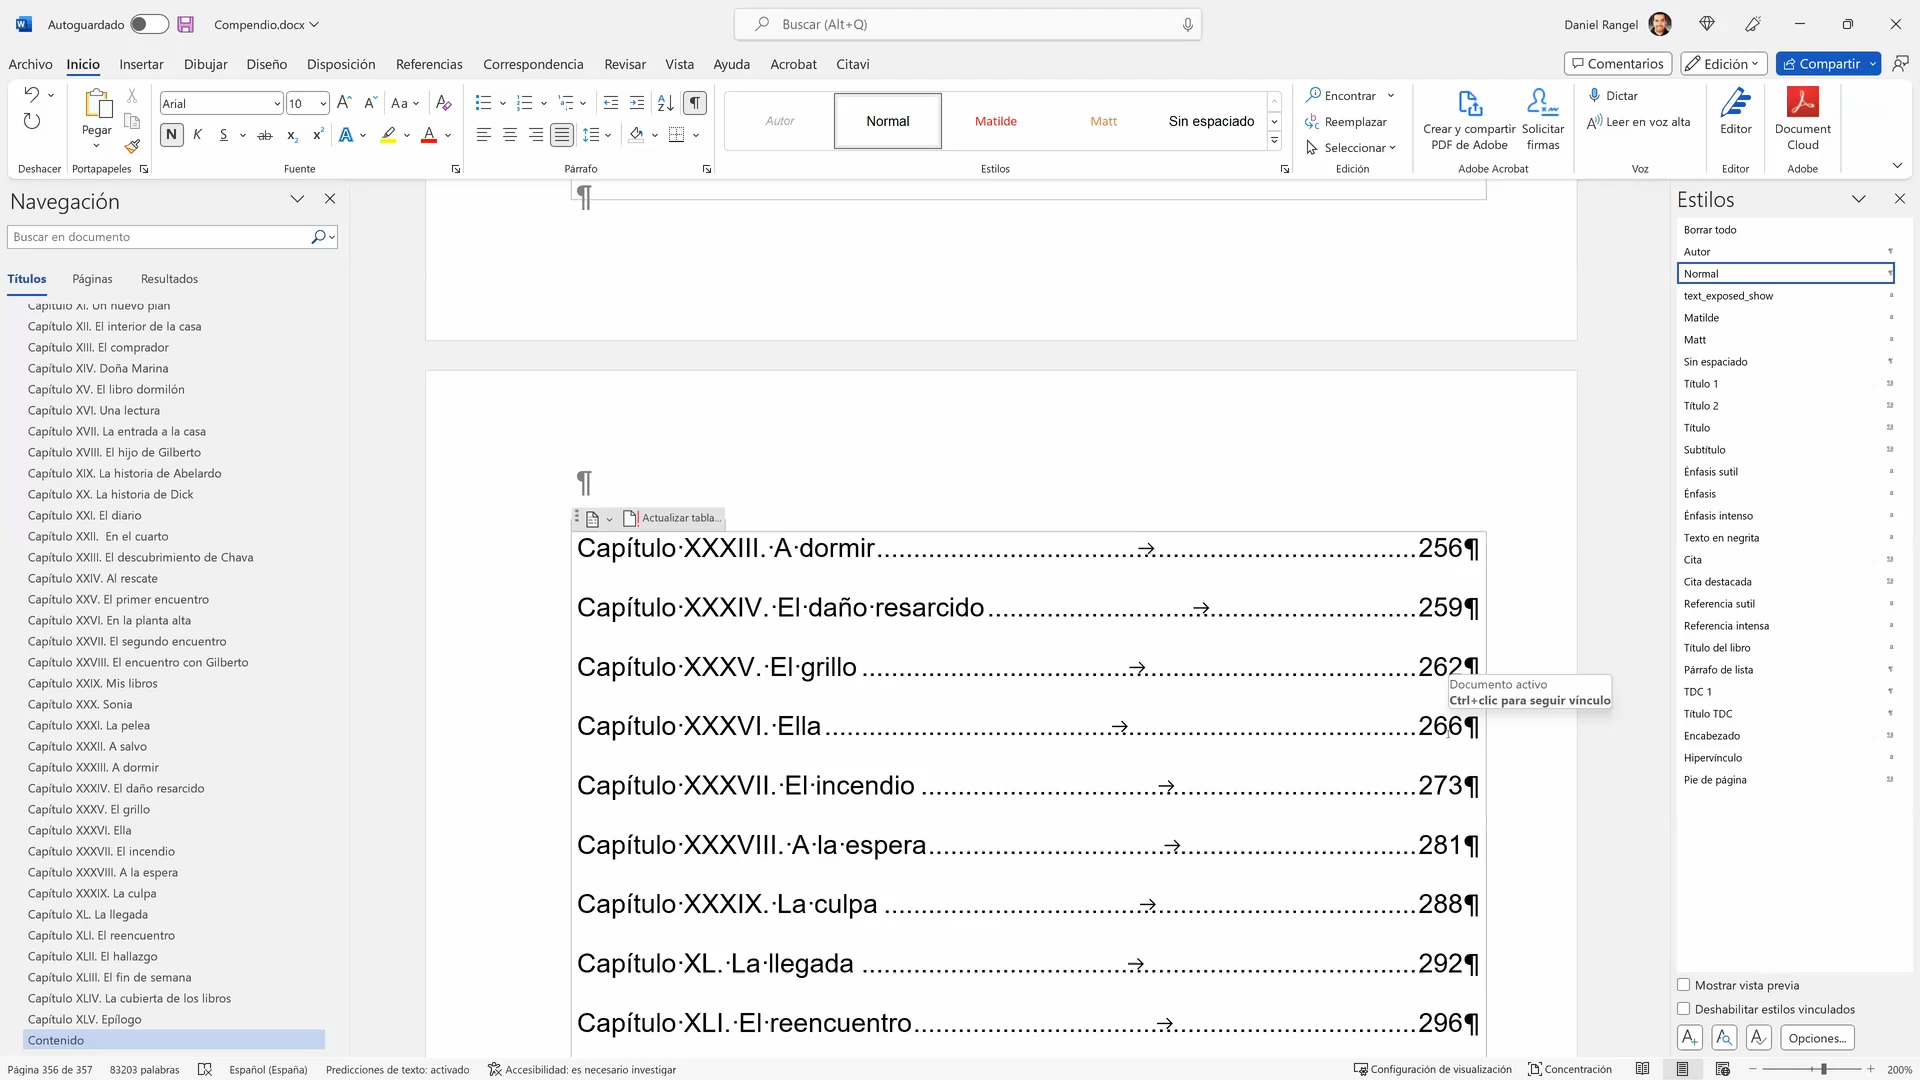 Autoguardado
Compendio.docx
Buscar (Alt+Q)
Daniel Rangel
Archivo Inicio Insertar Dibujar Diseño Disposición Referencias Correspondencia Revisar Vista Ayuda Acrobat Citavi
Comentarios Edición Compartir
Pegar
Arial 10
Aa
N K S ab x₂ x² A A
Autor Normal Matilde Matt Sin espaciado
Encontrar
Reemplazar
Seleccionar
Crear y compartir PDF de Adobe
Solicitar firmas
Dictar
Leer en voz alta
Editor
Document Cloud
Deshacer Portapapeles Fuente Párrafo Estilos Edición Adobe Acrobat Voz Editor Adobe
Navegación
Buscar en documento
Títulos Páginas Resultados
Capítulo XI. Un nuevo plan
Capítulo XII. El interior de la casa
Capítulo XIII. El comprador
Capítulo XIV. Doña Marina
Capítulo XV. El libro dormilón
Capítulo XVI. Una lectura
Capítulo XVII. La entrada a la casa
Capítulo XVIII. El hijo de Gilberto
Capítulo XIX. La historia de Abelardo
Capítulo XX. La historia de Dick
Capítulo XXI. El diario
Capítulo XXII.  En el cuarto
Capítulo XXIII. El descubrimiento de Chava
Capítulo XXIV. Al rescate
Capítulo XXV. El primer encuentro
Capítulo XXVI. En la planta alta
Capítulo XXVII. El segundo encuentro
Capítulo XXVIII. El encuentro con Gilberto
Capítulo XXIX. Mis libros
Capítulo XXX. Sonia
Capítulo XXXI. La pelea
Capítulo XXXII. A salvo
Capítulo XXXIII. A dormir
Capítulo XXXIV. El daño resarcido
Capítulo XXXV. El grillo
Capítulo XXXVI. Ella
Capítulo XXXVII. El incendio
Capítulo XXXVIII. A la espera
Capítulo XXXIX. La culpa
Capítulo XL. La llegada
Capítulo XLI. El reencuentro
Capítulo XLII. El hallazgo
Capítulo XLIII. El fin de semana
Capítulo XLIV. La cubierta de los libros
Capítulo XLV. Epílogo
Contenido
¶
¶
Actualizar tabla...
Capítulo·XXXIII.·A·dormir...→...256¶
Capítulo·XXXIV.·El·daño·resarcido...→...259¶
Capítulo·XXXV.·El·grillo...→...262¶
Documento activo
Ctrl+clic para seguir vínculo
Capítulo·XXXVI.·Ella...→...266¶
Capítulo·XXXVII.·El·incendio...→...273¶
Capítulo·XXXVIII.·A·la·espera...→...281¶
Capítulo·XXXIX.·La·culpa...→...288¶
Capítulo·XL.·La·llegada...→...292¶
Capítulo·XLI.·El·reencuentro...→...296¶
Estilos
Borrar todo
Autor ¶
Normal ¶
text_exposed_show a
Matilde a
Matt a
Sin espaciado ¶
Título 1
Título 2
Título
Subtítulo
Énfasis sutil a
Énfasis a
Énfasis intenso a
Texto en negrita a
Cita
Cita destacada
Referencia sutil a
Referencia intensa a
Título del libro a
Párrafo de lista ¶
TDC 1 ¶
Título TDC ¶
Encabezado
Hipervínculo a
Pie de página
Mostrar vista previa
Deshabilitar estilos vinculados
Opciones...
Página 356 de 357 83203 palabras Español (España) Predicciones de texto: activado Accesibilidad: es necesario investigar Configuración de visualización Concentración 200%